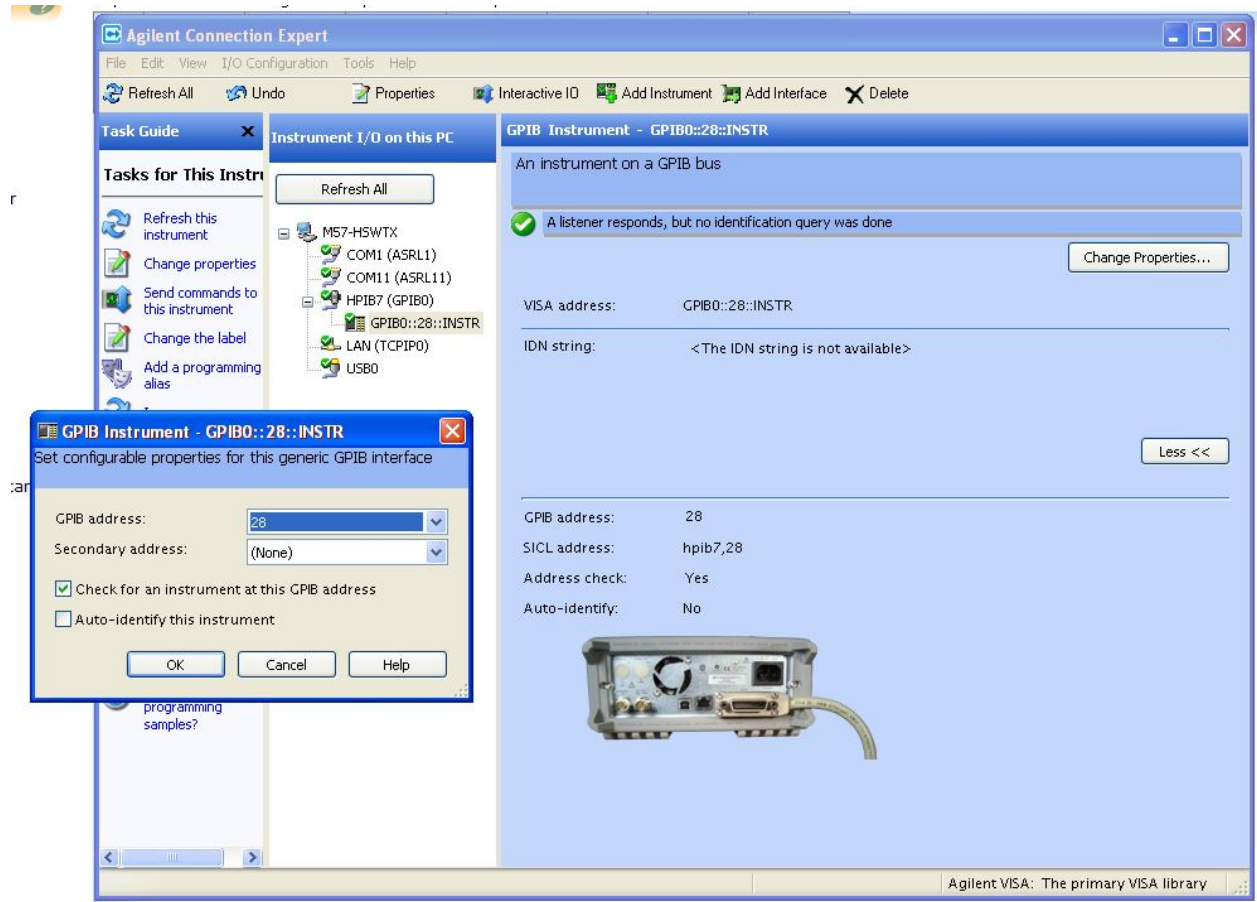 Agilent Connection Expert
File Edit View I/O Configuration Tools Help
Refresh All Undo Properties Interactive IO Add Instrument Add Interface Delete
Task Guide
Tasks for This Instru
Refresh this
instrument
Change properties
Send commands to
this instrument
Change the label
Add a programming
alias
programming
samples?
Instrument I/O on this PC
Refresh All
M57-HSWTX
COM1 (ASRL1)
COM11 (ASRL11)
HPIB7 (GPIB0)
GPIB0::28::INSTR
LAN (TCPIP0)
USB0
GPIB Instrument - GPIB0::28::INSTR
An instrument on a GPIB bus
A listener responds, but no identification query was done
Change Properties...
VISA address: GPIB0::28::INSTR
IDN string: <The IDN string is not available>
Less <<
GPIB address: 28
SICL address: hpib7,28
Address check: Yes
Auto-identify: No
GPIB Instrument - GPIB0::28::INSTR
Set configurable properties for this generic GPIB interface
GPIB address: 28
Secondary address: (None)
Check for an instrument at this GPIB address
Auto-identify this instrument
OK Cancel Help
Agilent VISA: The primary VISA library